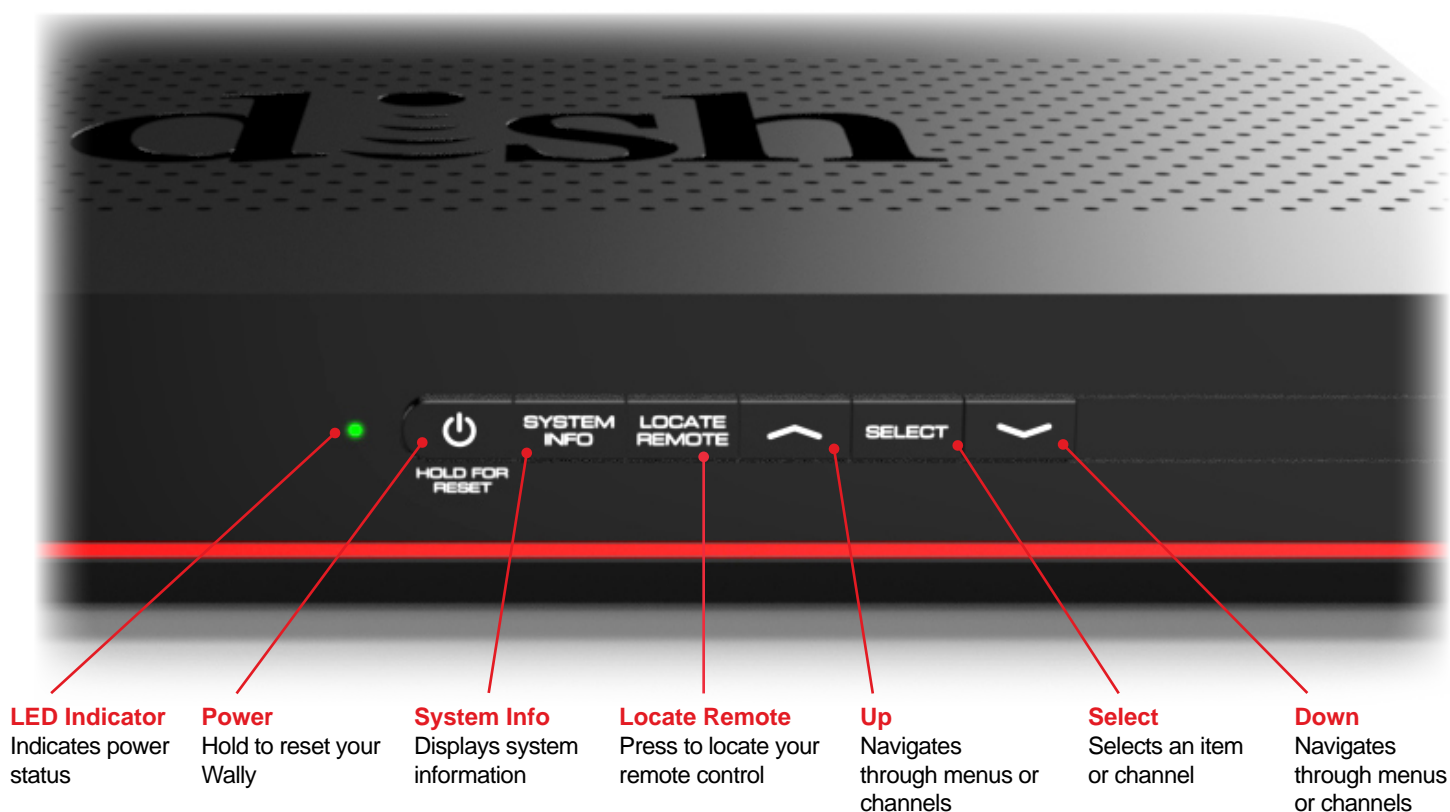 dish
SYSTEM
INFO
LOCATE
REMOTE
SELECT
HOLD FOR
RESET
LED Indicator
Indicates power
status
Power
Hold to reset your
Wally
System Info
Displays system
information
Locate Remote
Press to locate your
remote control
Up
Navigates
through menus or
channels
Select
Selects an item
or channel
Down
Navigates
through menus
or channels